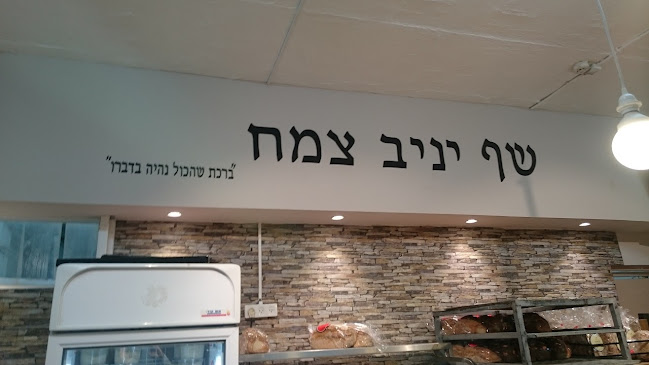 שף יניב צמח
"ברכת שהכול נהיה בדברו"